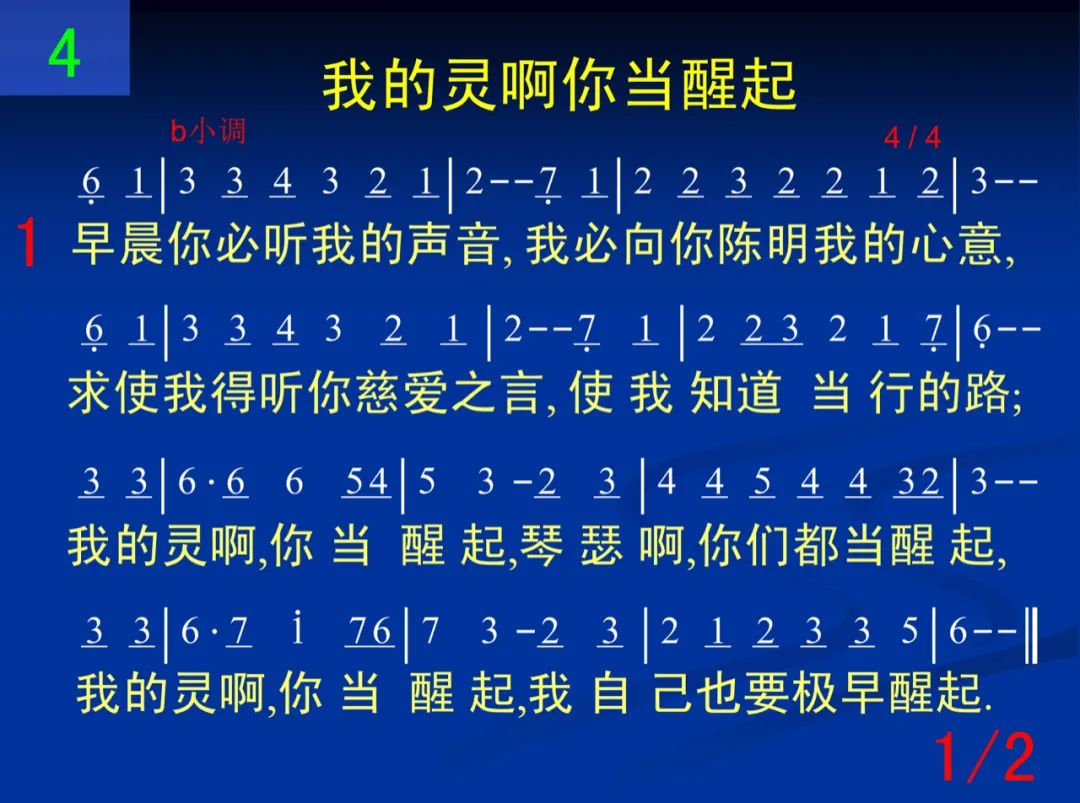 4
我的灵啊你当醒起
b小调 4 / 4
6̣ 1|3 3 4 3 2 1|2--7̣ 1|2 2 3 2 2 1 2|3--
1 早晨你必听我的声音, 我必向你陈明我的心意,
6̣ 1|3 3 4 3 2 1|2--7̣ 1|2 2 3 2 1 7̣|6̣--
求使我得听你慈爱之言, 使 我 知道 当 行的路;
3 3|6·6 6 54|5 3 -2 3|4 4 5 4 4 32|3--
我的灵啊,你 当 醒 起,琴 瑟 啊,你们都当醒 起,
3 3|6·7 i 76|7 3 -2 3|2 1 2 3 3 5|6--‖
我的灵啊,你 当 醒 起,我 自 己也要极早醒起.
1/2